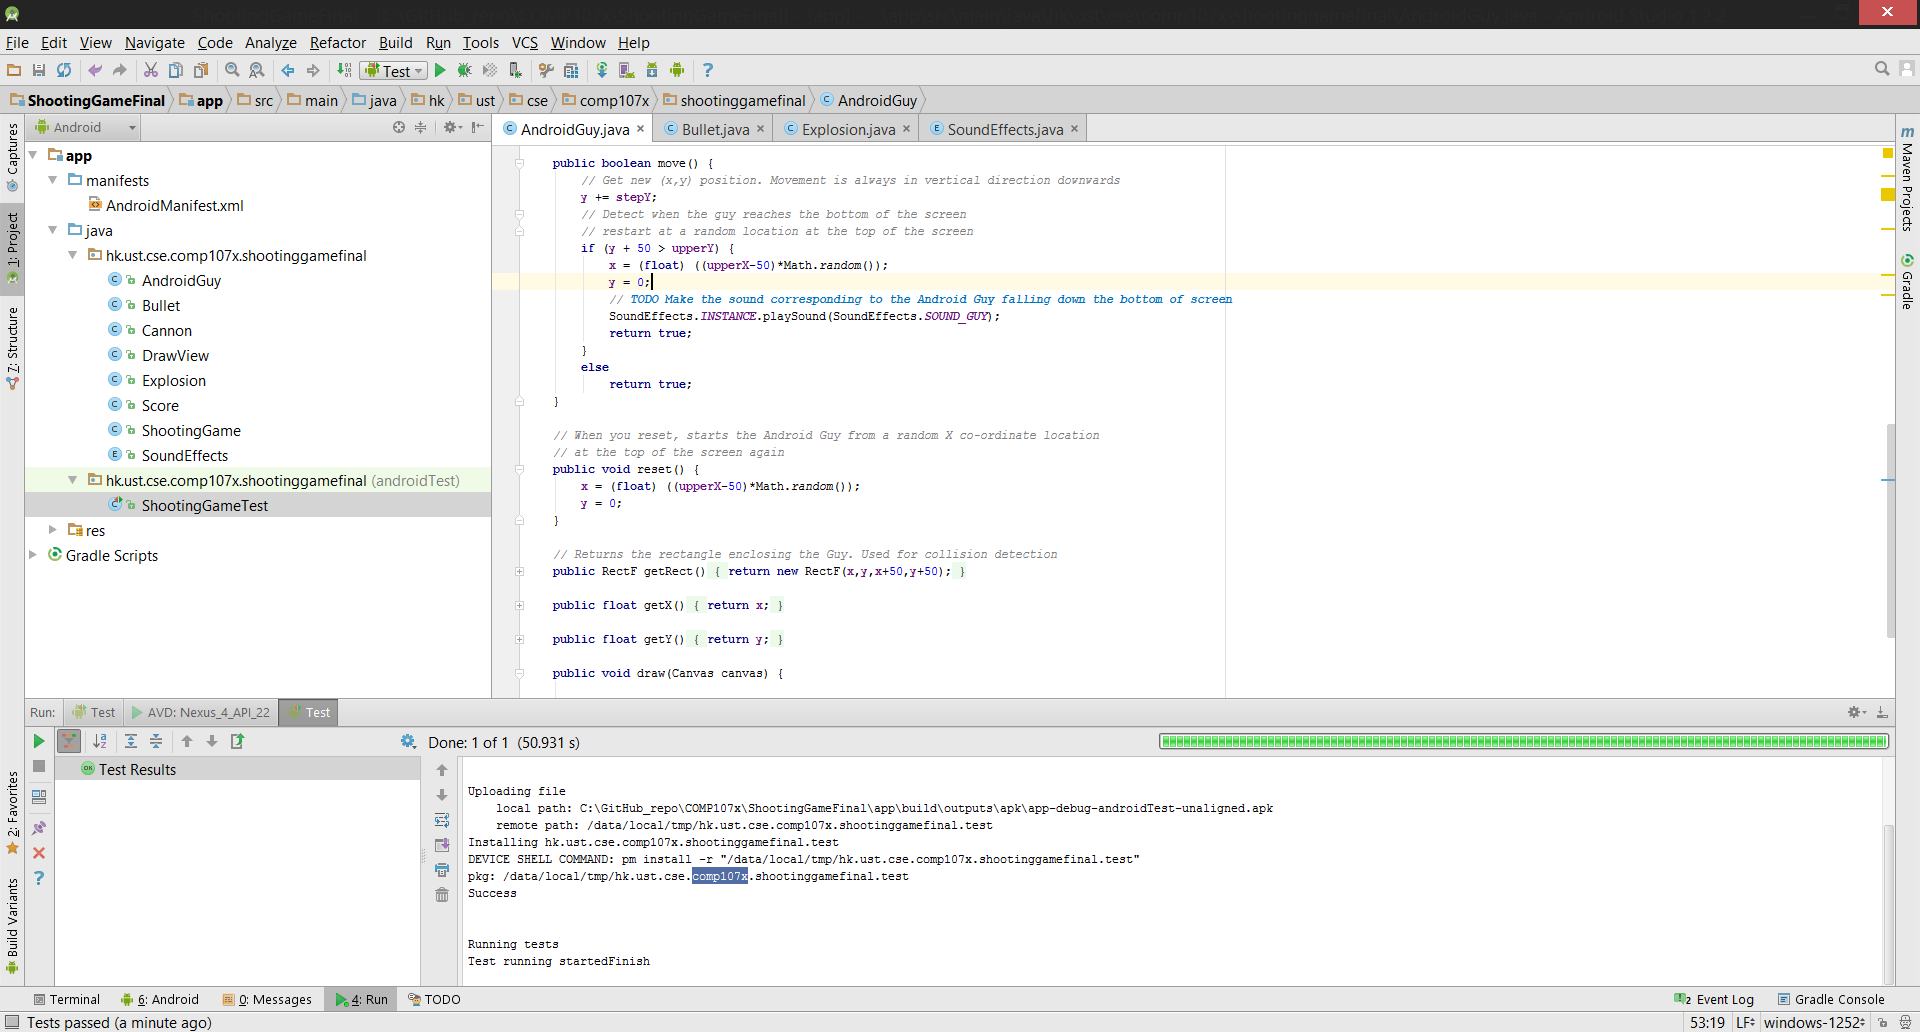 File Edit View Navigate Code Analyze Refactor Build Run Tools VCS Window Help
Test
ShootingGameFinal app src main java hk ust cse comp107x shootinggamefinal AndroidGuy
Android
AndroidGuy.java Bullet.java Explosion.java SoundEffects.java
Captures
1: Project
7: Structure
2: Favorites
Build Variants
app
manifests
AndroidManifest.xml
java
hk.ust.cse.comp107x.shootinggamefinal
AndroidGuy
Bullet
Cannon
DrawView
Explosion
Score
ShootingGame
SoundEffects
hk.ust.cse.comp107x.shootinggamefinal (androidTest)
ShootingGameTest
res
Gradle Scripts
public boolean move() {
// Get new (x,y) position. Movement is always in vertical direction downwards
y += stepY;
// Detect when the guy reaches the bottom of the screen
// restart at a random location at the top of the screen
if (y + 50 > upperY) {
x = (float) ((upperX-50)*Math.random());
y = 0;
// TODO Make the sound corresponding to the Android Guy falling down the bottom of screen
SoundEffects.INSTANCE.playSound(SoundEffects.SOUND_GUY);
return true;
}
else
return true;
}
// When you reset, starts the Android Guy from a random X co-ordinate location
// at the top of the screen again
public void reset() {
x = (float) ((upperX-50)*Math.random());
y = 0;
}
// Returns the rectangle enclosing the Guy. Used for collision detection
public RectF getRect() { return new RectF(x,y,x+50,y+50); }
public float getX() { return x; }
public float getY() { return y; }
public void draw(Canvas canvas) {
Maven Projects
Gradle
Run: Test AVD: Nexus_4_API_22 Test
Done: 1 of 1 (50.931 s)
Test Results
Uploading file
local path: C:\GitHub_repo\COMP107x\ShootingGameFinal\app\build\outputs\apk\app-debug-androidTest-unaligned.apk
remote path: /data/local/tmp/hk.ust.cse.comp107x.shootinggamefinal.test
Installing hk.ust.cse.comp107x.shootinggamefinal.test
DEVICE SHELL COMMAND: pm install -r "/data/local/tmp/hk.ust.cse.comp107x.shootinggamefinal.test"
pkg: /data/local/tmp/hk.ust.cse.comp107x.shootinggamefinal.test
Success
Running tests
Test running startedFinish
Terminal 6: Android 0: Messages 4: Run TODO 2 Event Log Gradle Console
Tests passed (a minute ago) 53:19 LF windows-1252